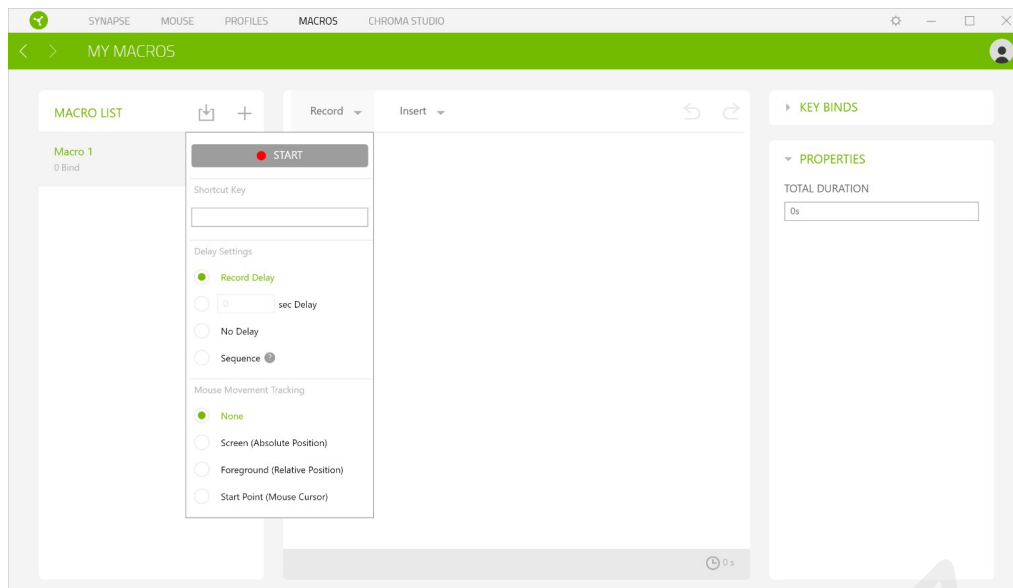 SYNAPSE MOUSE PROFILES MACROS CHROMA STUDIO
MY MACROS
MACRO LIST
Record Insert
KEY BINDS
Macro 1
0 Bind
START
Shortcut Key
Delay Settings
Record Delay
0 sec Delay
No Delay
Sequence ?
Mouse Movement Tracking
None
Screen (Absolute Position)
Foreground (Relative Position)
Start Point (Mouse Cursor)
PROPERTIES
TOTAL DURATION
0s
0 s